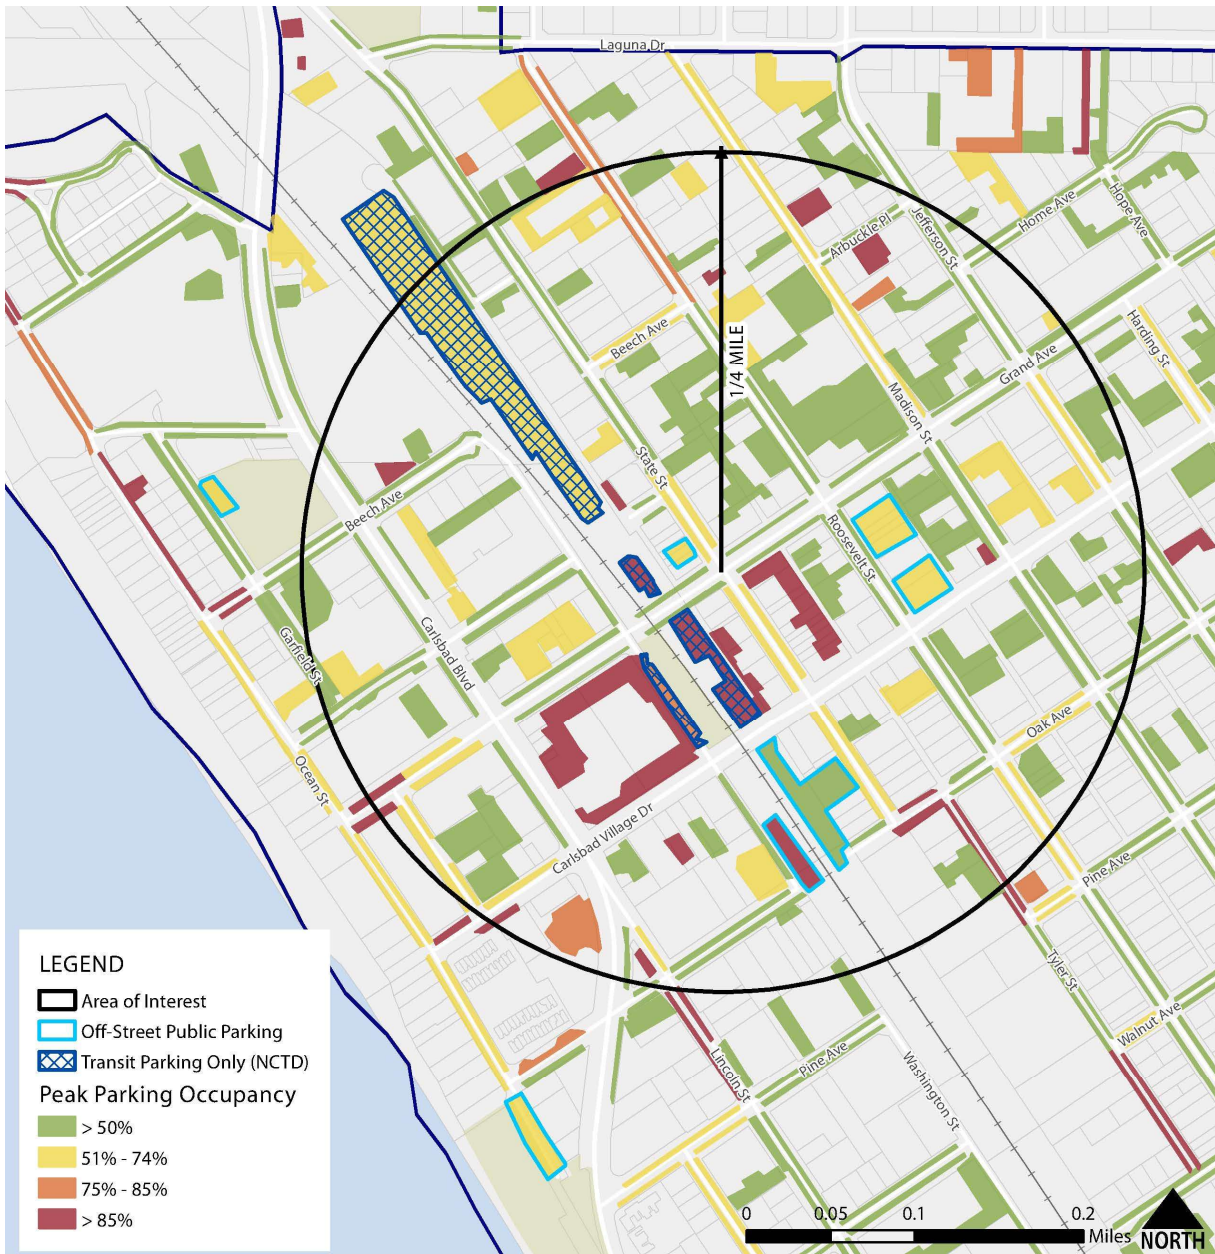 Laguna Dr
Arbuckle Pl
Jefferson St
Home Ave
Hope Ave
Beech Ave
1/4 MILE
Harding St
Grand Ave
Madison St
State St
Beech Ave
Roosevelt St
Garfield St
Carlsbad Blvd
Oak Ave
Ocean St
Carlsbad Village Dr
Pine Ave
Tyler St
Walnut Ave
Lincoln St
Pine Ave
Washington St
LEGEND
Area of Interest
Off-Street Public Parking
Transit Parking Only (NCTD)
Peak Parking Occupancy
> 50%
51% - 74%
75% - 85%
> 85%
0 0.05 0.1 0.2
Miles
NORTH